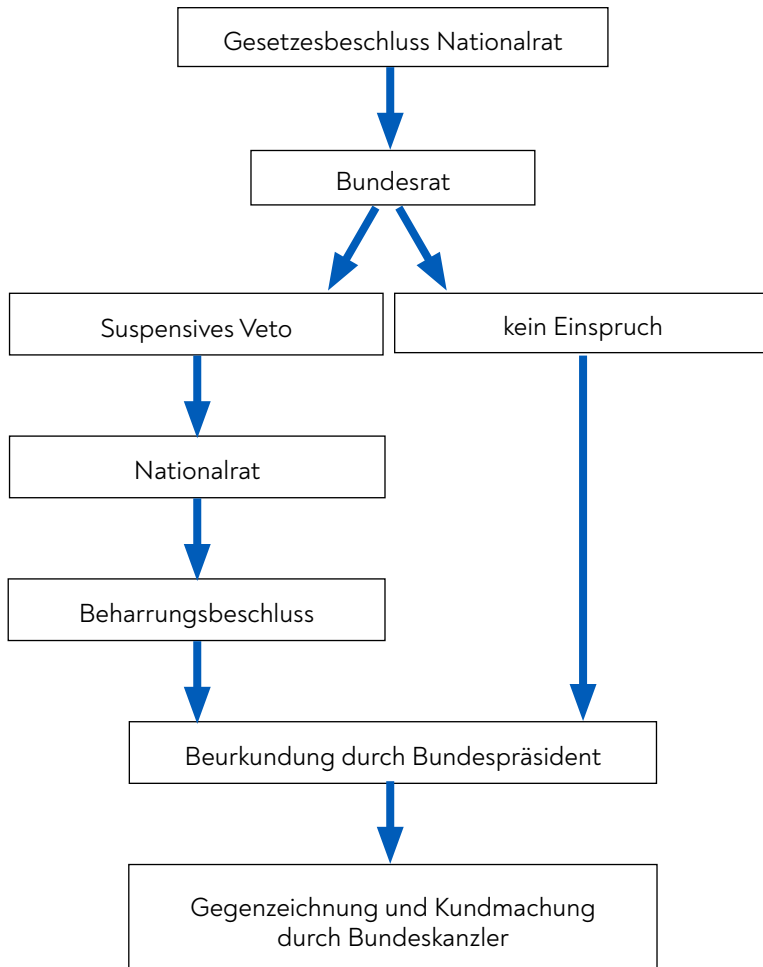 Gesetzesbeschluss Nationalrat
Bundesrat
Suspensives Veto
kein Einspruch
Nationalrat
Beharrungsbeschluss
Beurkundung durch Bundespräsident
Gegenzeichnung und Kundmachung
durch Bundeskanzler